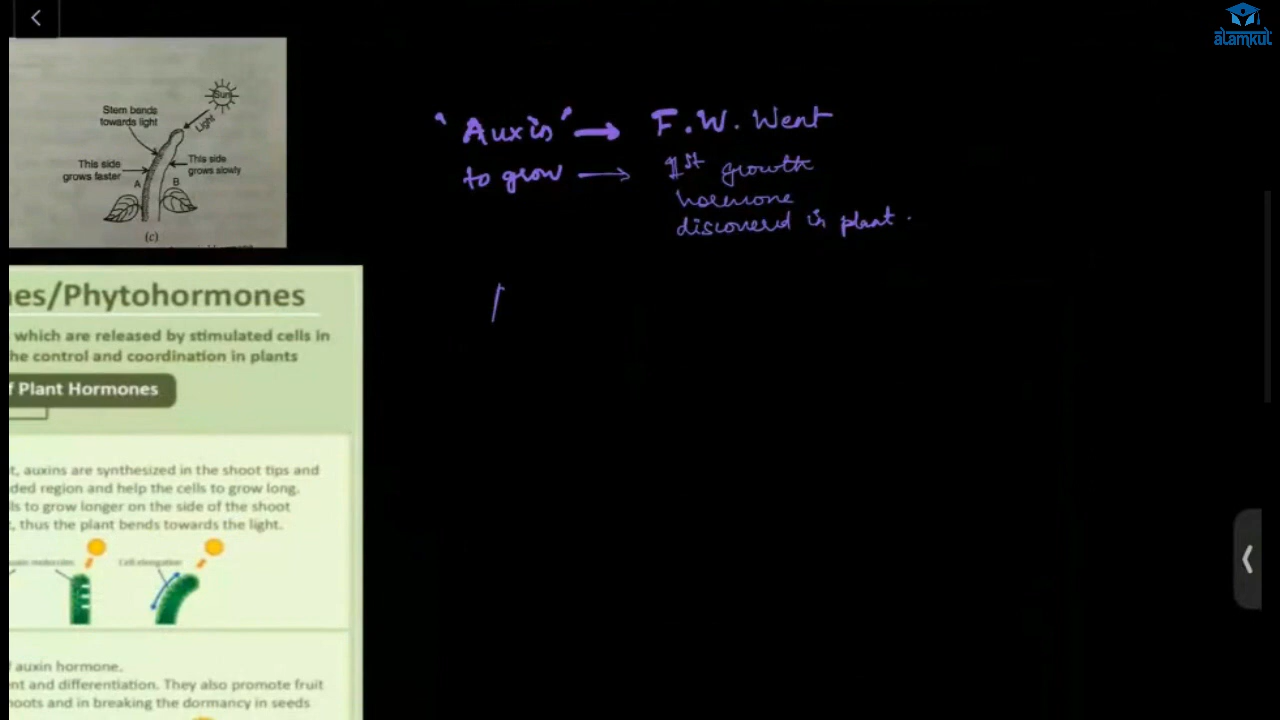 alamkul
Sun
Light
Stem bends
towards light
This side
grows faster
This side
grows slowly
A
B
(c)
'Auxin' → F.W. Went
to grow → 1st growth
hormone
discovered in plant.
es/Phytohormones
which are released by stimulated cells in
he control and coordination in plants
f Plant Hormones
t, auxins are synthesized in the shoot tips and
ded region and help the cells to grow long.
ls to grow longer on the side of the shoot
t, thus the plant bends towards the light.
molecules
Cell elongation
f auxin hormone.
nt and differentiation. They also promote fruit
hoots and in breaking the dormancy in seeds